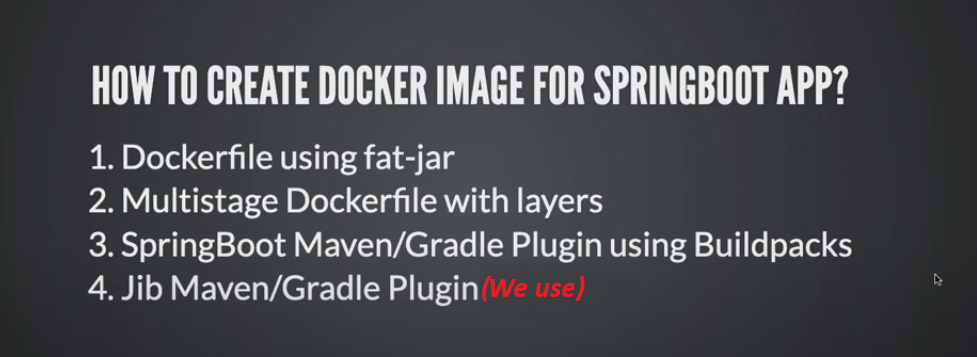 HOW TO CREATE DOCKER IMAGE FOR SPRINGBOOT APP?
1. Dockerfile using fat-jar
2. Multistage Dockerfile with layers
3. SpringBoot Maven/Gradle Plugin using Buildpacks
4. Jib Maven/Gradle Plugin (We use)